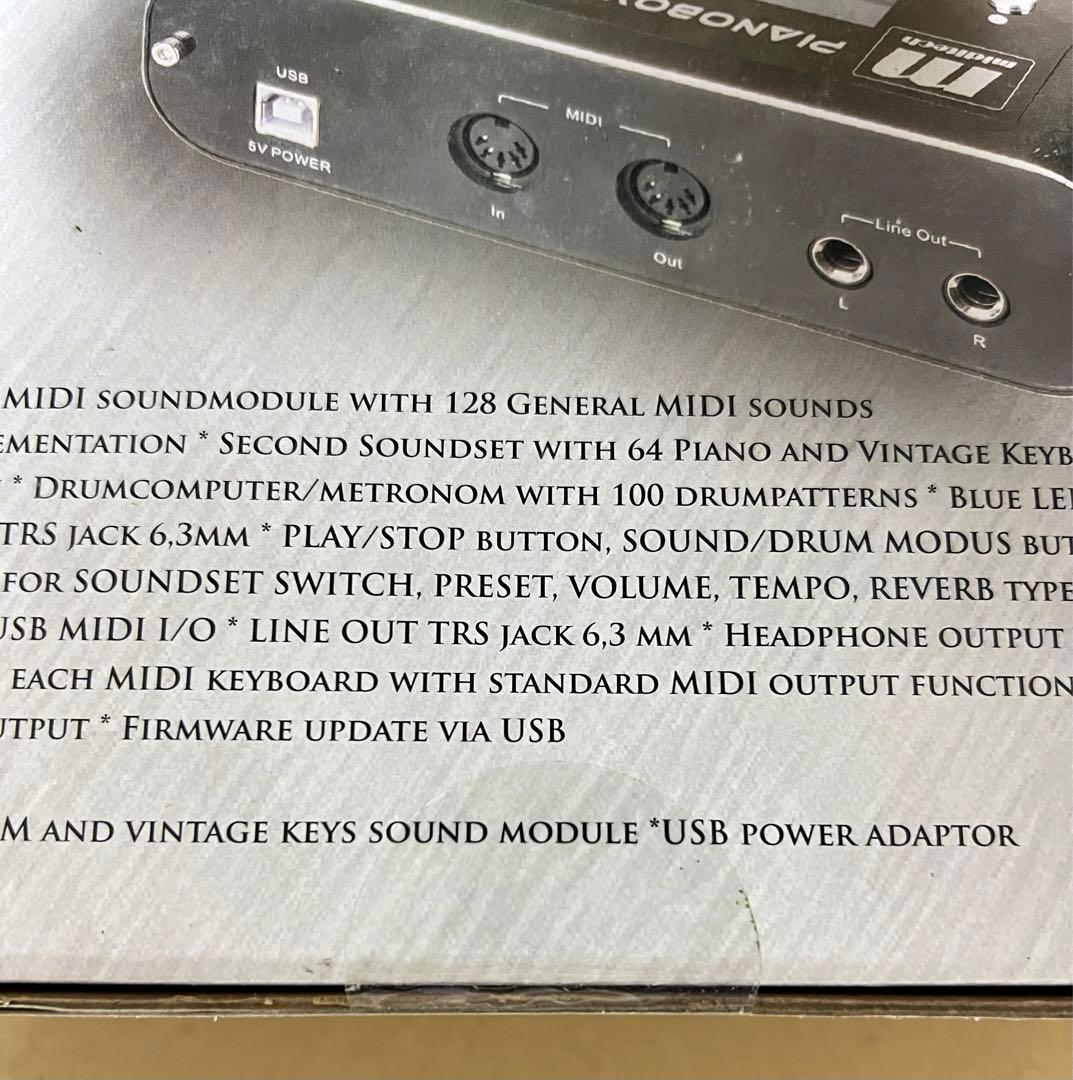 PIANOBO
m
miditech
USB
5V POWER
MIDI
In
Out
Line Out
L
R
MIDI SOUNDMODULE WITH 128 GENERAL MIDI SOUNDS
EMENTATION * SECOND SOUNDSET WITH 64 PIANO AND VINTAGE KEYB
* DRUMCOMPUTER/METRONOM WITH 100 DRUMPATTERNS * BLUE LE
TRS JACK 6,3MM * PLAY/STOP BUTTON, SOUND/DRUM MODUS BUT
FOR SOUNDSET SWITCH, PRESET, VOLUME, TEMPO, REVERB TYPE
USB MIDI I/O * LINE OUT TRS JACK 6,3 MM * HEADPHONE OUTPUT
EACH MIDI KEYBOARD WITH STANDARD MIDI OUTPUT FUNCTION
UTPUT * FIRMWARE UPDATE VIA USB
M AND VINTAGE KEYS SOUND MODULE *USB POWER ADAPTOR